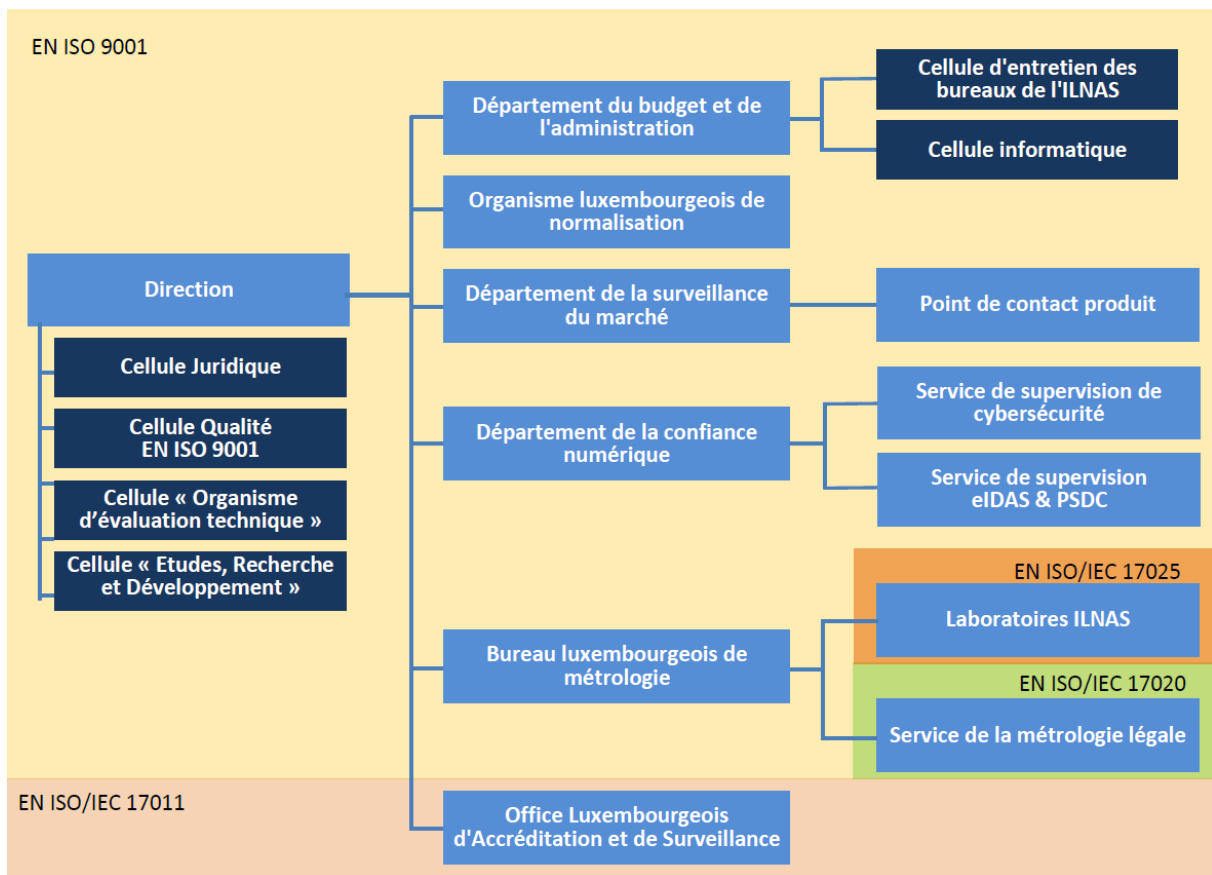 EN ISO 9001
Département du budget et de
l'administration
Cellule d'entretien des
bureaux de l'ILNAS
Cellule informatique
Organisme luxembourgeois de
normalisation
Direction
Cellule Juridique
Cellule Qualité
EN ISO 9001
Cellule « Organisme
d’évaluation technique »
Cellule « Etudes, Recherche
et Développement »
Département de la surveillance
du marché
Point de contact produit
Département de la confiance
numérique
Service de supervision de
cybersécurité
Service de supervision
eIDAS & PSDC
Bureau luxembourgeois de
métrologie
EN ISO/IEC 17025
Laboratoires ILNAS
EN ISO/IEC 17020
Service de la métrologie légale
EN ISO/IEC 17011
Office Luxembourgeois
d'Accréditation et de Surveillance